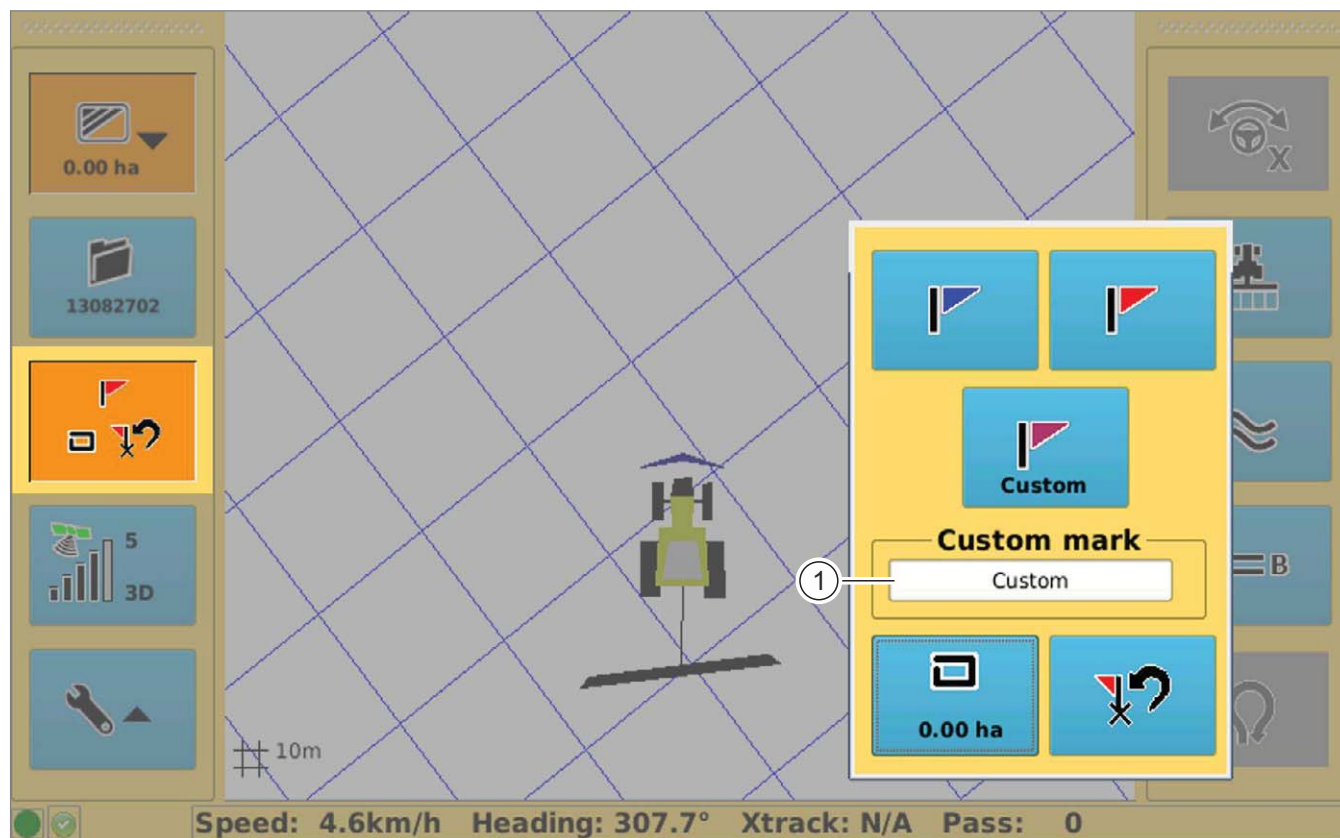 0.00 ha
13082702
5
3D
10m
X
B
Custom
Custom mark
1
Custom
0.00 ha
Speed: 4.6km/h Heading: 307.7° Xtrack: N/A Pass: 0